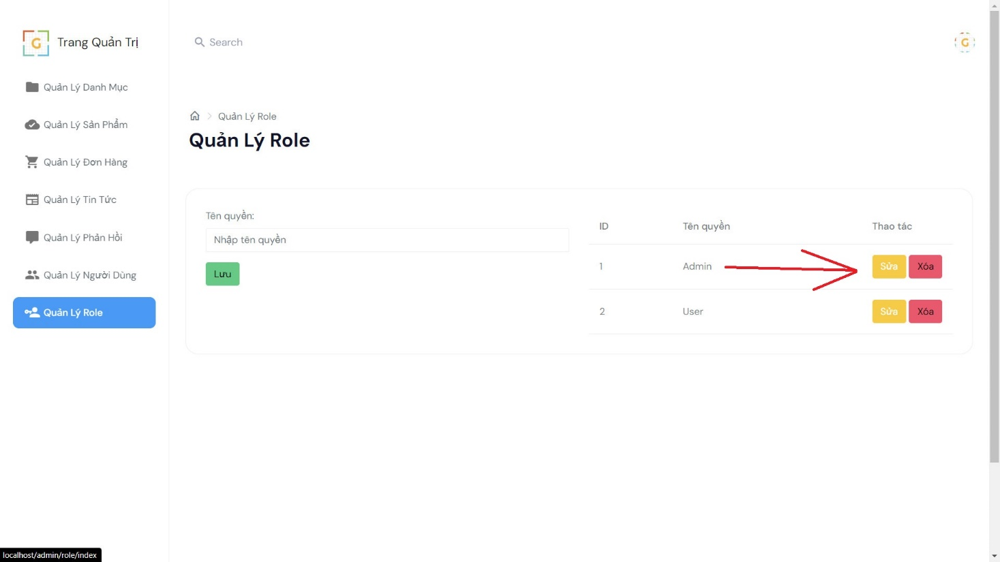 G
Trang Quản Trị
Search
G
Quản Lý Danh Mục
Quản Lý Sản Phẩm
Quản Lý Đơn Hàng
Quản Lý Tin Tức
Quản Lý Phản Hồi
Quản Lý Người Dùng
Quản Lý Role
Quản Lý Role
Quản Lý Role
Tên quyền:
Nhập tên quyền
Lưu
ID Tên quyền Thao tác
1 Admin Sửa Xóa
2 User Sửa Xóa
localhost/admin/role/index